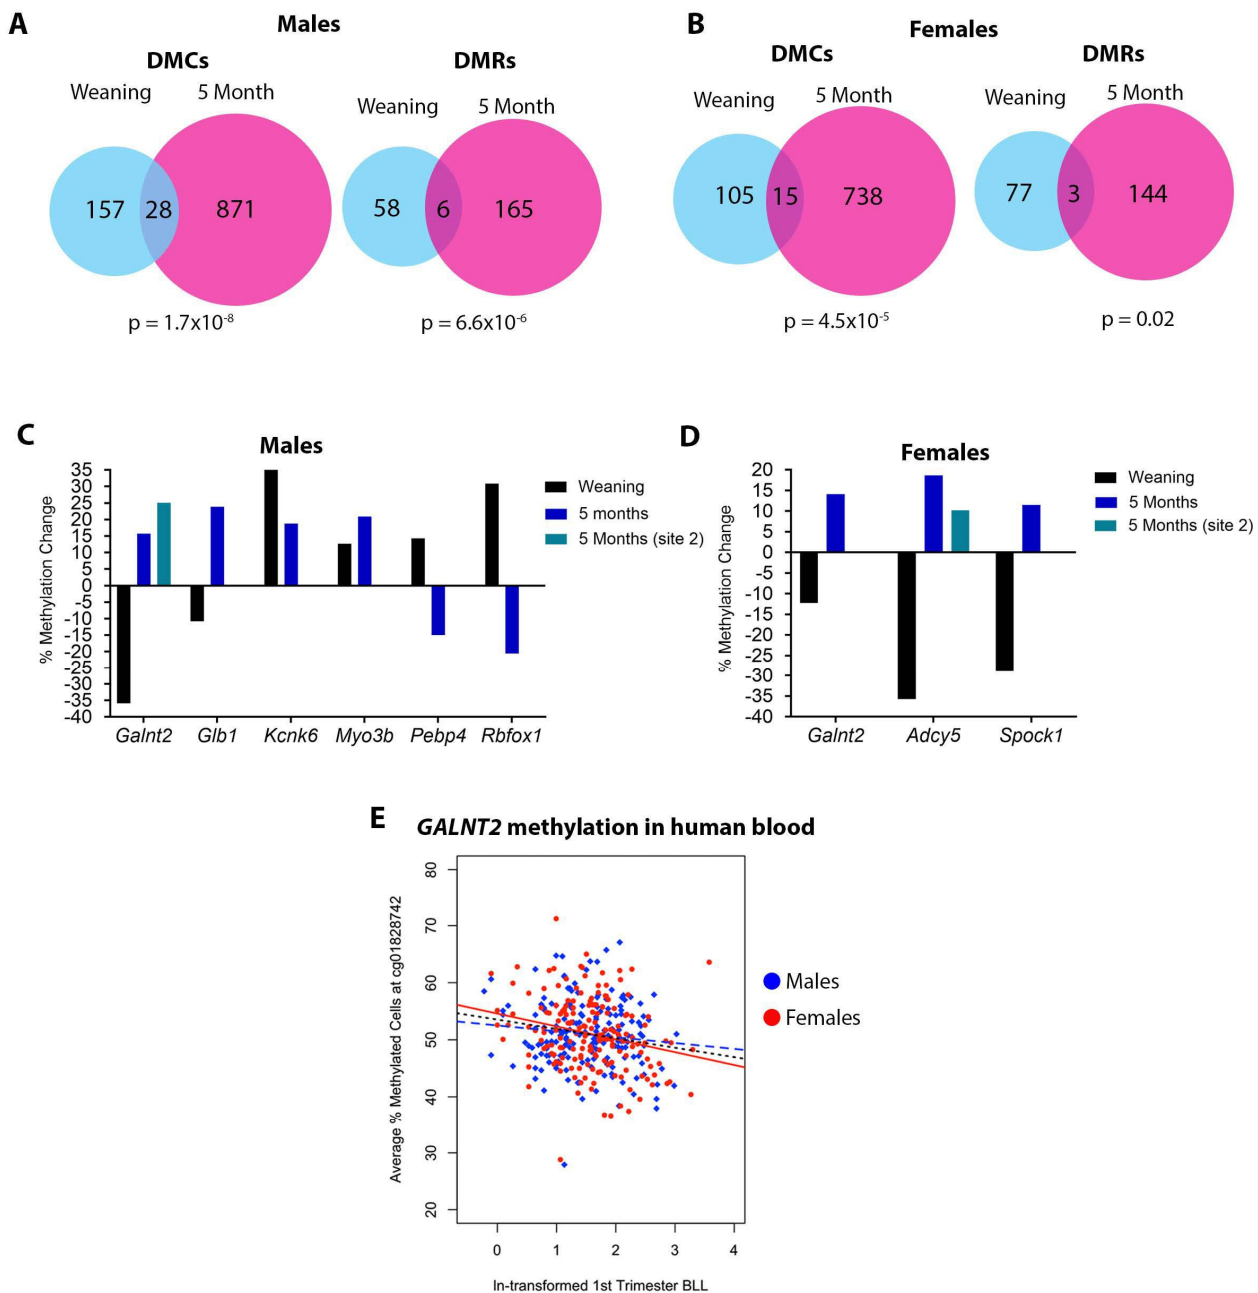 A
Males
DMCs
DMRs
Weaning
5 Month
Weaning
5 Month
157
28
871
58
6
165
p = 1.7x10-8
p = 6.6x10-6
B
Females
DMCs
DMRs
Weaning
5 Month
Weaning
5 Month
105
15
738
77
3
144
p = 4.5x10-5
p = 0.02
C
Males
% Methylation Change
35
30
25
20
15
10
5
0
-5
-10
-15
-20
-25
-30
-35
-40
Galnt2 Glb1 Kcnk6 Myo3b Pebp4 Rbfox1
Weaning
5 months
5 Months (site 2)
D
Females
% Methylation Change
20
15
10
5
0
-5
-10
-15
-20
-25
-30
-35
-40
Galnt2 Adcy5 Spock1
Weaning
5 Months
5 Months (site 2)
E
GALNT2 methylation in human blood
Average % Methylated Cells at cg01828742
80
70
60
50
40
30
20
0 1 2 3 4
ln-transformed 1st Trimester BLL
Males
Females